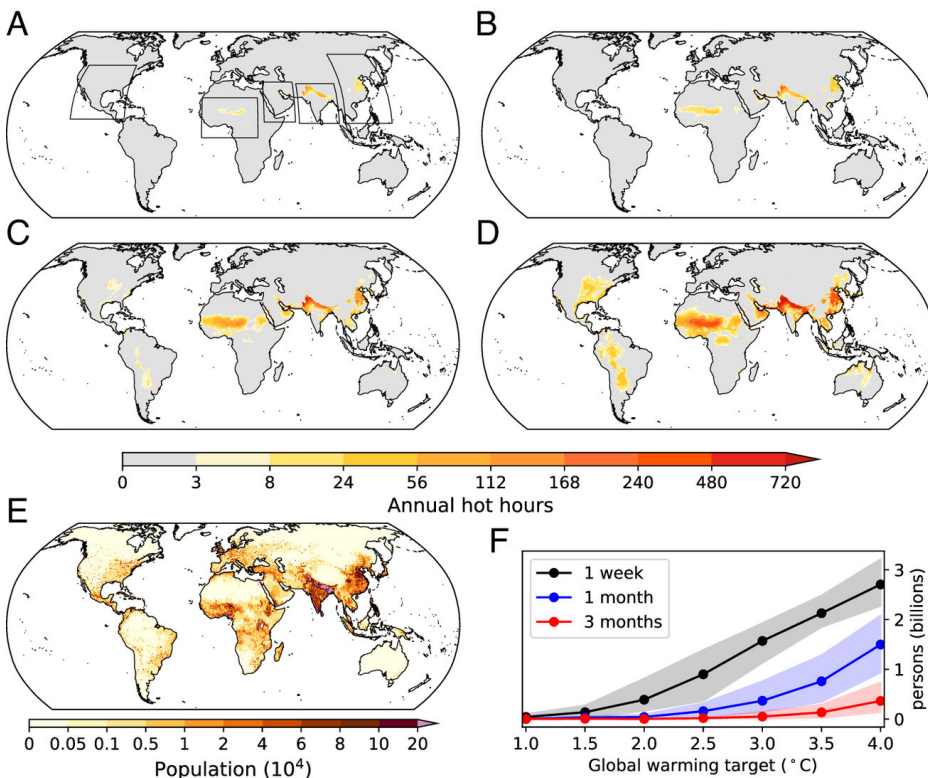 A
B
C
D
0 3 8 24 56 112 168 240 480 720
Annual hot hours
E
0 0.05 0.1 0.5 1 2 4 6 8 10 20
Population (10⁴)
F
1 week
1 month
3 months
3
2
1
0
persons (billions)
1.0 1.5 2.0 2.5 3.0 3.5 4.0
Global warming target (°C)